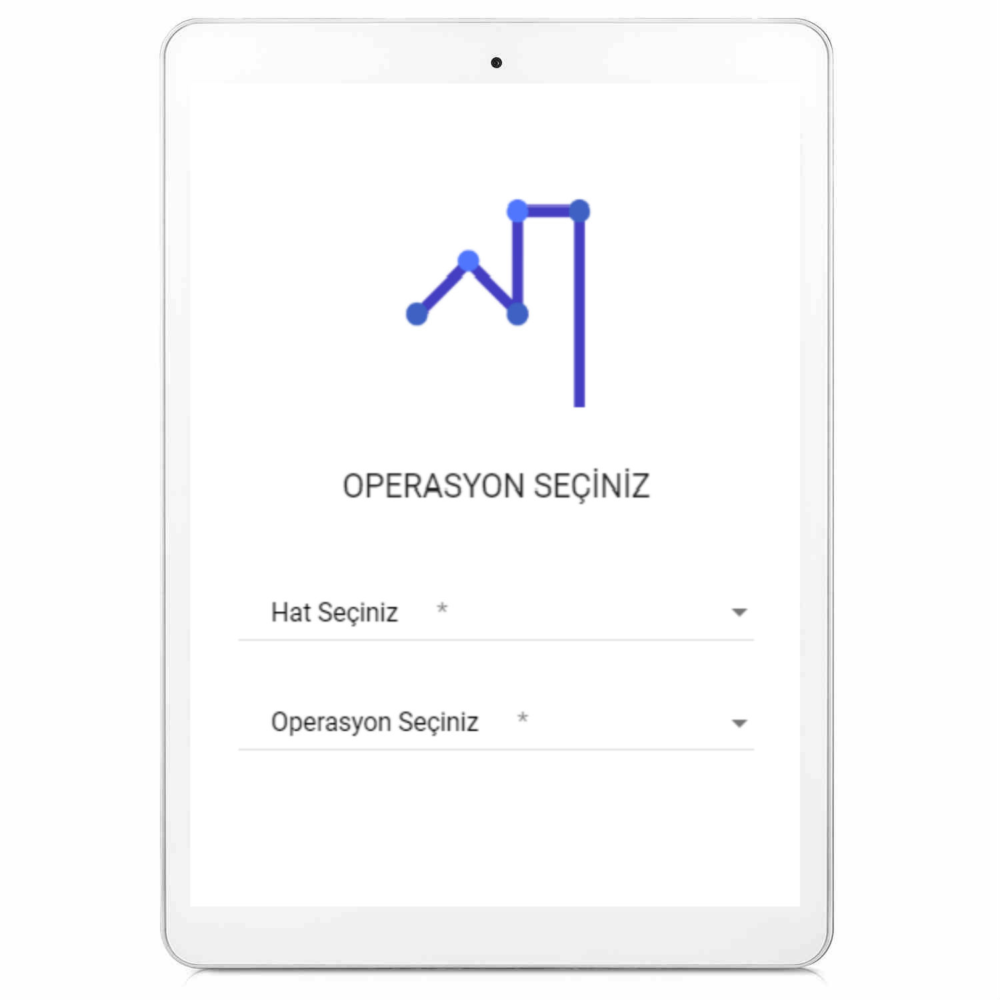 OPERASYON SEÇİNİZ
Hat Seçiniz *
Operasyon Seçiniz *